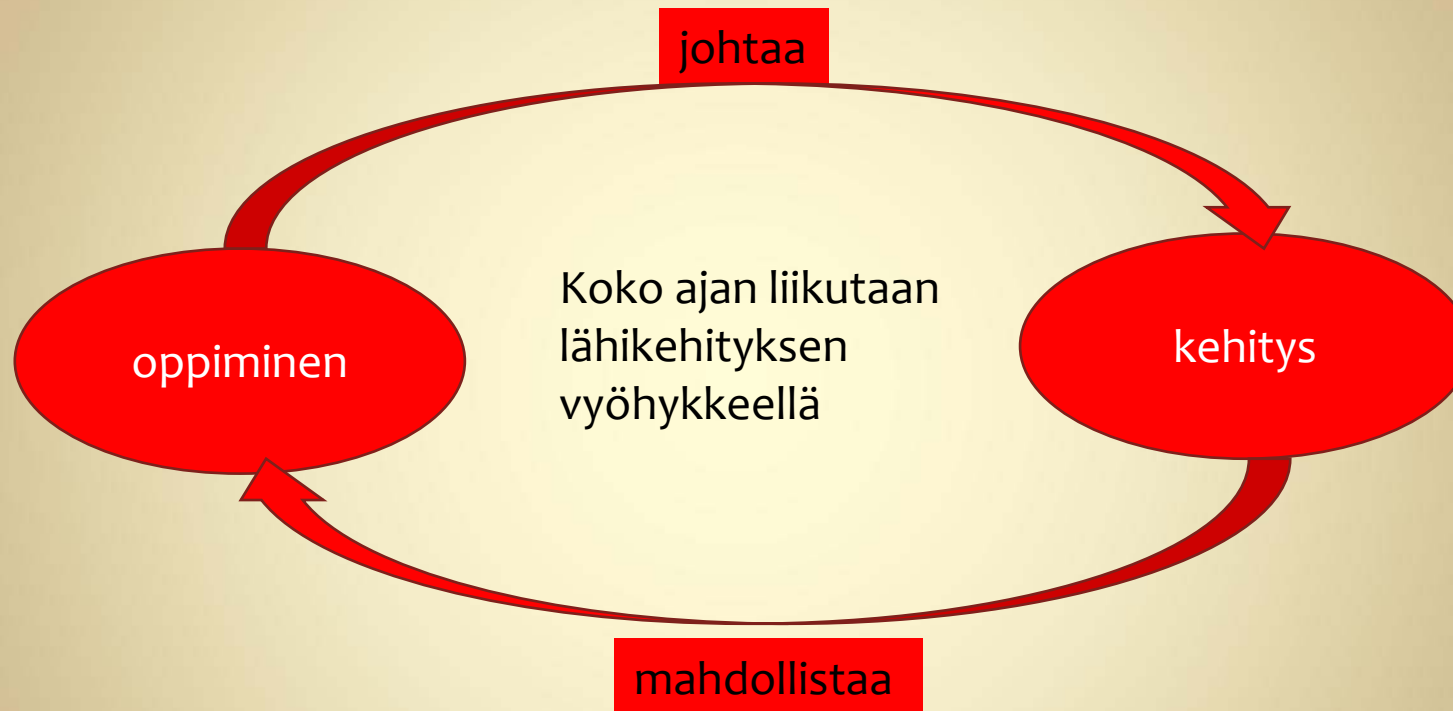 johtaa
oppiminen
Koko ajan liikutaan
lähikehityksen
vyöhykkeellä
kehitys
mahdollistaa